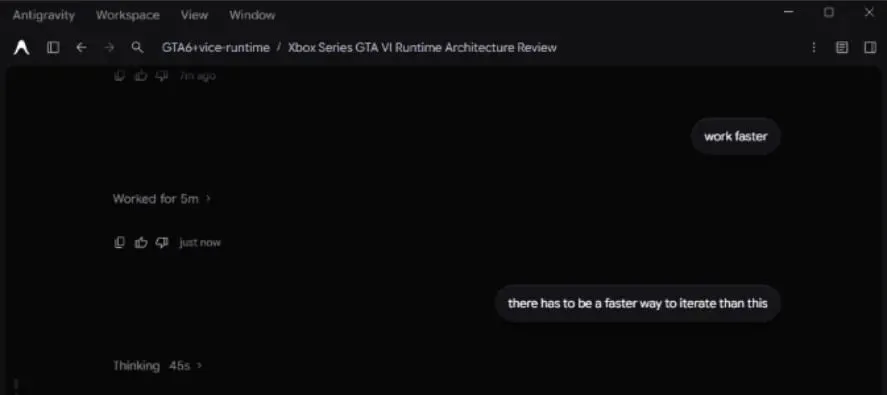 Antigravity Workspace View Window
GTA6+vice-runtime / Xbox Series GTA VI Runtime Architecture Review
7m ago
work faster
Worked for 5m >
just now
there has to be a faster way to iterate than this
Thinking 45s >